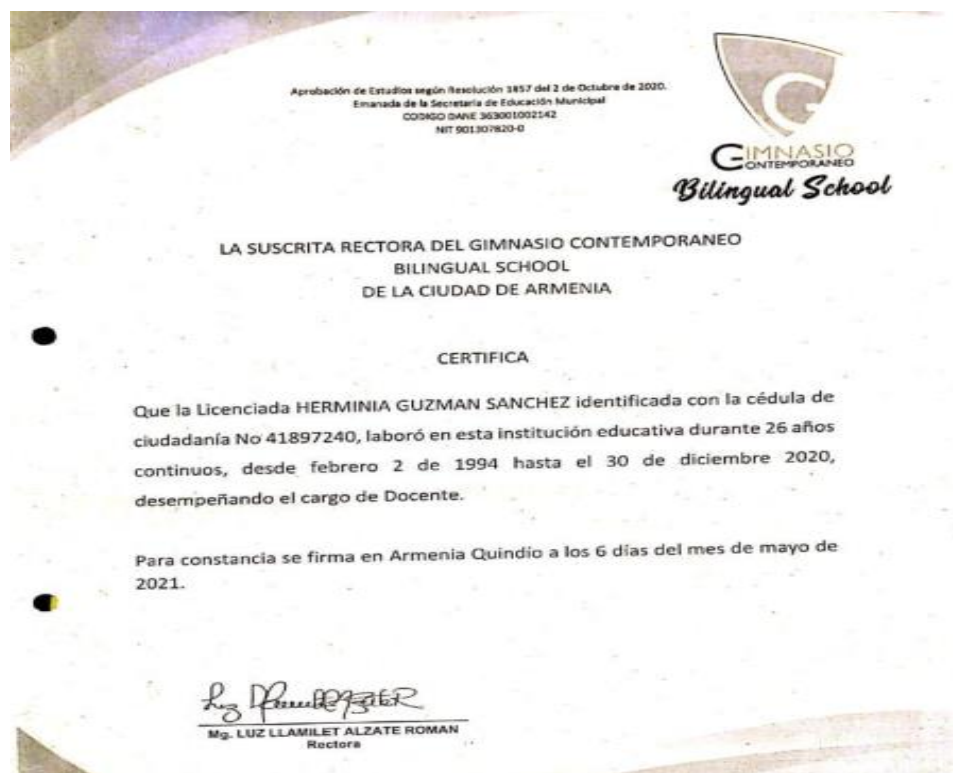 Aprobación de Estudios según Resolución 1857 del 2 de Octubre de 2020.
Emanada de la Secretaria de Educación Municipal
CODIGO DANE 363001002142
NIT 901307820-0
GIMNASIO
CONTEMPORANEO
Bilingual School
LA SUSCRITA RECTORA DEL GIMNASIO CONTEMPORANEO
BILINGUAL SCHOOL
DE LA CIUDAD DE ARMENIA
CERTIFICA
Que la Licenciada HERMINIA GUZMAN SANCHEZ identificada con la cédula de
ciudadanía No 41897240, laboró en esta institución educativa durante 26 años
continuos, desde febrero 2 de 1994 hasta el 30 de diciembre 2020,
desempeñando el cargo de Docente.
Para constancia se firma en Armenia Quindío a los 6 días del mes de mayo de
2021.
Mg. LUZ LLAMILET ALZATE ROMAN
Rectora